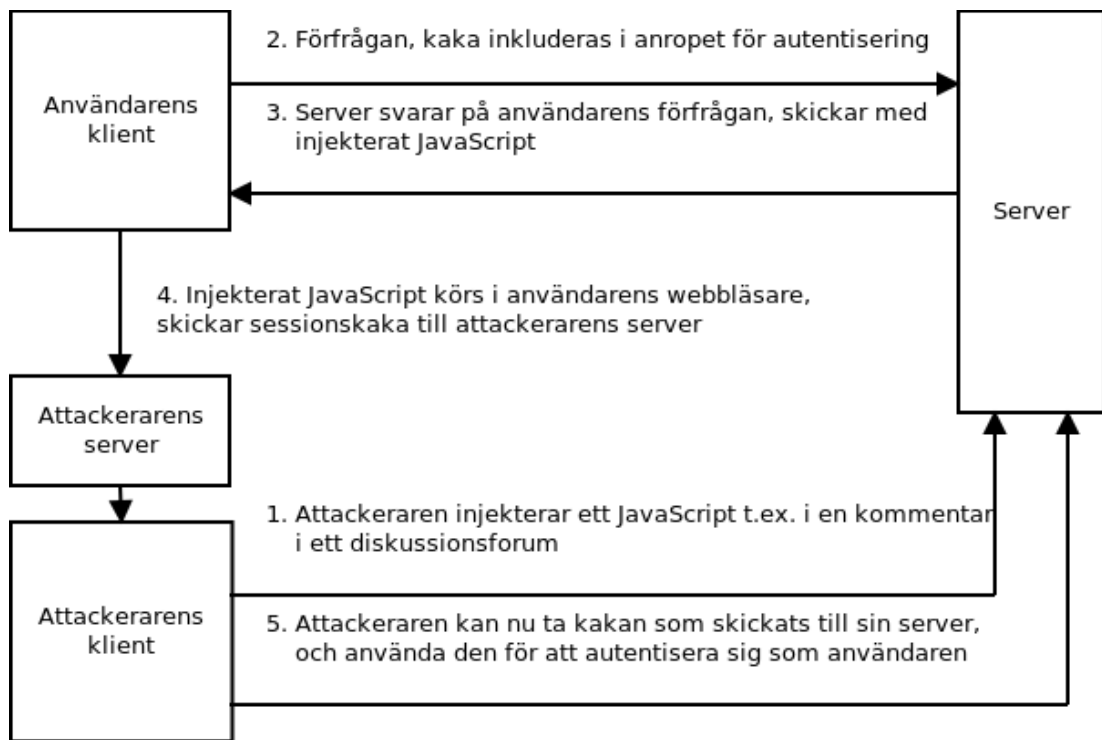 2. Förfrågan, kaka inkluderas i anropet för autentisering
Användarens
klient
3. Server svarar på användarens förfrågan, skickar med
injekterat JavaScript
Server
4. Injekterat JavaScript körs i användarens webbläsare,
skickar sessionskaka till attackerarens server
Attackerarens
server
1. Attackeraren injekterar ett JavaScript t.ex. i en kommentar
i ett diskussionsforum
Attackerarens
klient
5. Attackeraren kan nu ta kakan som skickats till sin server,
och använda den för att autentisera sig som användaren